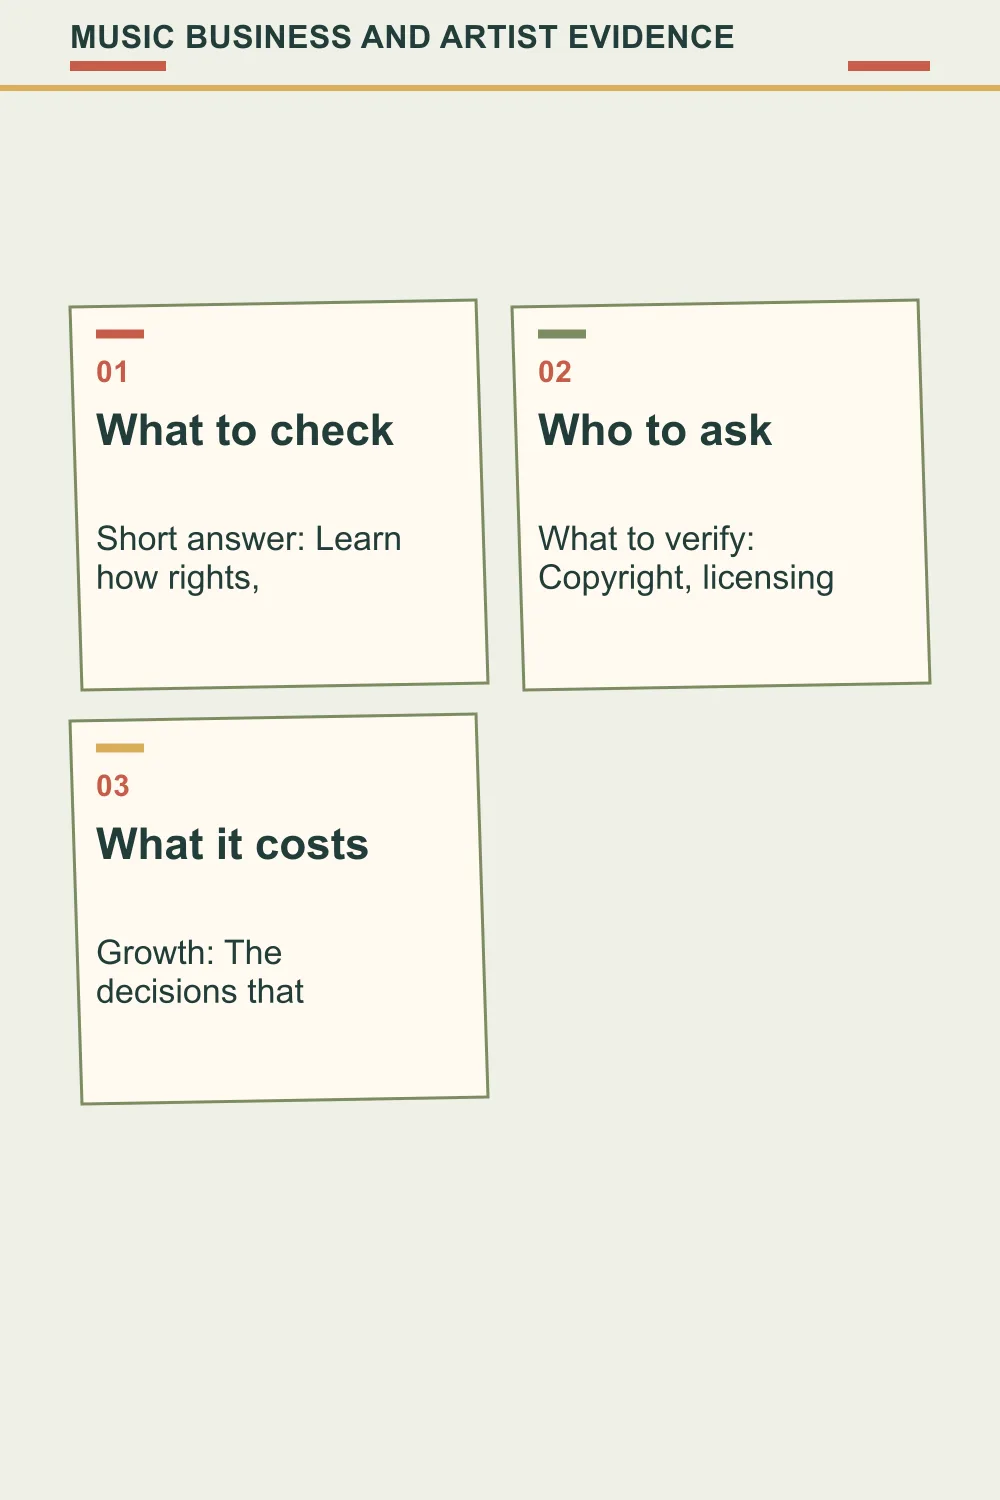 MUSIC BUSINESS AND ARTIST EVIDENCE
01
What to check
Short answer: Learn
how rights,
02
Who to ask
What to verify:
Copyright, licensing
03
What it costs
Growth: The
decisions that